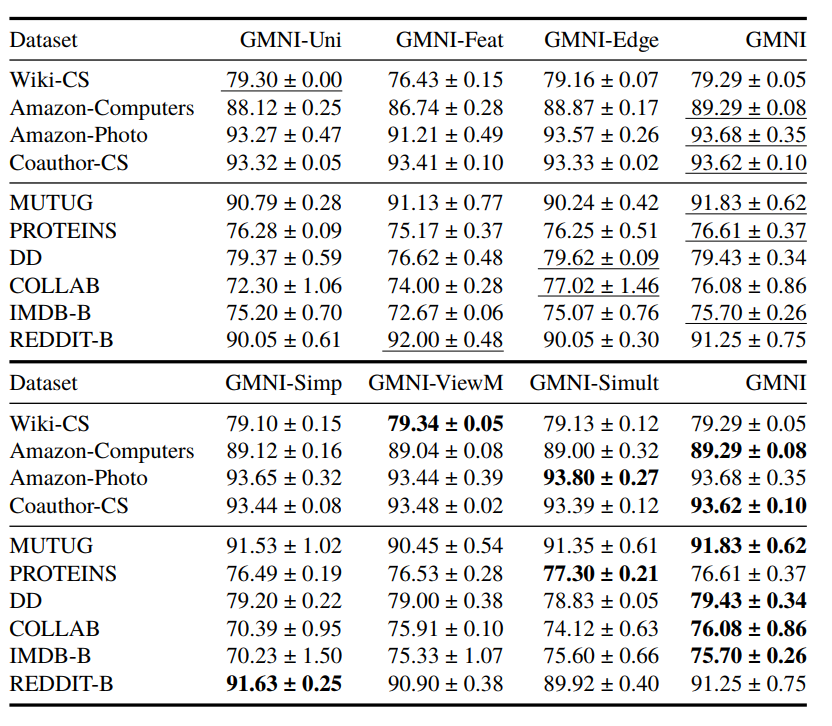 Dataset GMNI-Uni GMNI-Feat GMNI-Edge GMNI
Wiki-CS 79.30 ± 0.00 76.43 ± 0.15 79.16 ± 0.07 79.29 ± 0.05
Amazon-Computers 88.12 ± 0.25 86.74 ± 0.28 88.87 ± 0.17 89.29 ± 0.08
Amazon-Photo 93.27 ± 0.47 91.21 ± 0.49 93.57 ± 0.26 93.68 ± 0.35
Coauthor-CS 93.32 ± 0.05 93.41 ± 0.10 93.33 ± 0.02 93.62 ± 0.10
MUTUG 90.79 ± 0.28 91.13 ± 0.77 90.24 ± 0.42 91.83 ± 0.62
PROTEINS 76.28 ± 0.09 75.17 ± 0.37 76.25 ± 0.51 76.61 ± 0.37
DD 79.37 ± 0.59 76.62 ± 0.48 79.62 ± 0.09 79.43 ± 0.34
COLLAB 72.30 ± 1.06 74.00 ± 0.28 77.02 ± 1.46 76.08 ± 0.86
IMDB-B 75.20 ± 0.70 72.67 ± 0.06 75.07 ± 0.76 75.70 ± 0.26
REDDIT-B 90.05 ± 0.61 92.00 ± 0.48 90.05 ± 0.30 91.25 ± 0.75
Dataset GMNI-Simp GMNI-ViewM GMNI-Simult GMNI
Wiki-CS 79.10 ± 0.15 79.34 ± 0.05 79.13 ± 0.12 79.29 ± 0.05
Amazon-Computers 89.12 ± 0.16 89.04 ± 0.08 89.00 ± 0.32 89.29 ± 0.08
Amazon-Photo 93.65 ± 0.32 93.44 ± 0.39 93.80 ± 0.27 93.68 ± 0.35
Coauthor-CS 93.44 ± 0.08 93.48 ± 0.02 93.39 ± 0.12 93.62 ± 0.10
MUTUG 91.53 ± 1.02 90.45 ± 0.54 91.35 ± 0.61 91.83 ± 0.62
PROTEINS 76.49 ± 0.19 76.53 ± 0.28 77.30 ± 0.21 76.61 ± 0.37
DD 79.20 ± 0.22 79.00 ± 0.38 78.83 ± 0.05 79.43 ± 0.34
COLLAB 70.39 ± 0.95 75.91 ± 0.10 74.12 ± 0.63 76.08 ± 0.86
IMDB-B 70.23 ± 1.50 75.33 ± 1.07 75.60 ± 0.66 75.70 ± 0.26
REDDIT-B 91.63 ± 0.25 90.90 ± 0.38 89.92 ± 0.40 91.25 ± 0.75